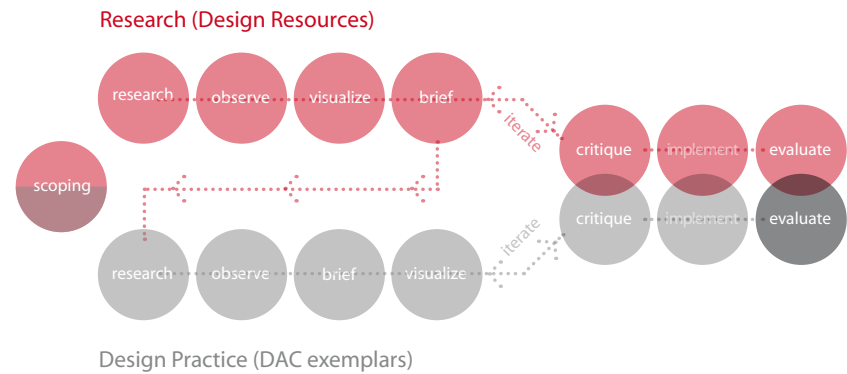 Research (Design Resources)
research observe visualize brief
iterate
critique implement evaluate
scoping
critique implement evaluate
iterate
research observe brief visualize
Design Practice (DAC exemplars)